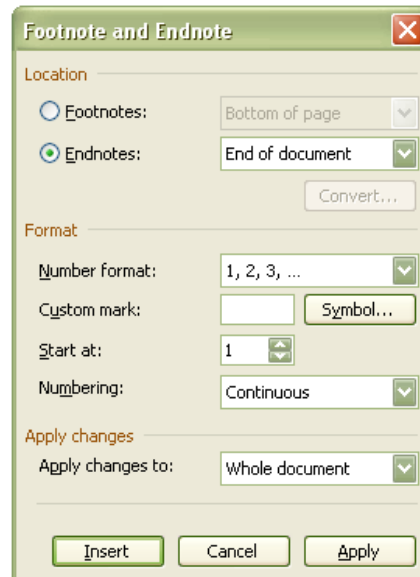 Footnote and Endnote
Location
Footnotes: Bottom of page
Endnotes: End of document
Convert...
Format
Number format: 1, 2, 3, ...
Custom mark: Symbol...
Start at: 1
Numbering: Continuous
Apply changes
Apply changes to: Whole document
Insert Cancel Apply